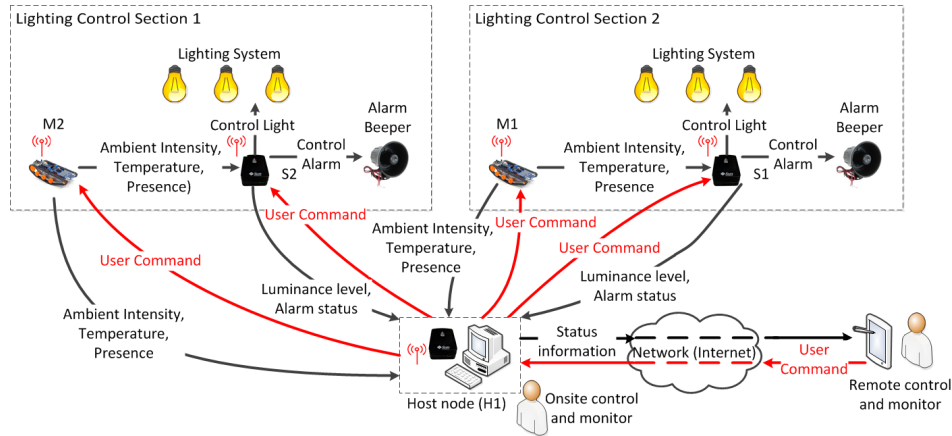 Lighting Control Section 1
Lighting System
M2
Ambient Intensity,
Temperature,
Presence)
Control Light
S2
Control
Alarm
Alarm
Beeper
User Command
User Command
Ambient Intensity,
Temperature,
Presence
Luminance level,
Alarm status
Lighting Control Section 2
Lighting System
M1
Ambient Intensity,
Temperature,
Presence
Control Light
S1
Control
Alarm
Alarm
Beeper
User Command
User Command
Ambient Intensity,
Temperature,
Presence
Luminance level,
Alarm status
Host node (H1)
Onsite control
and monitor
Status
information
Network (Internet)
User
Command
Remote control
and monitor